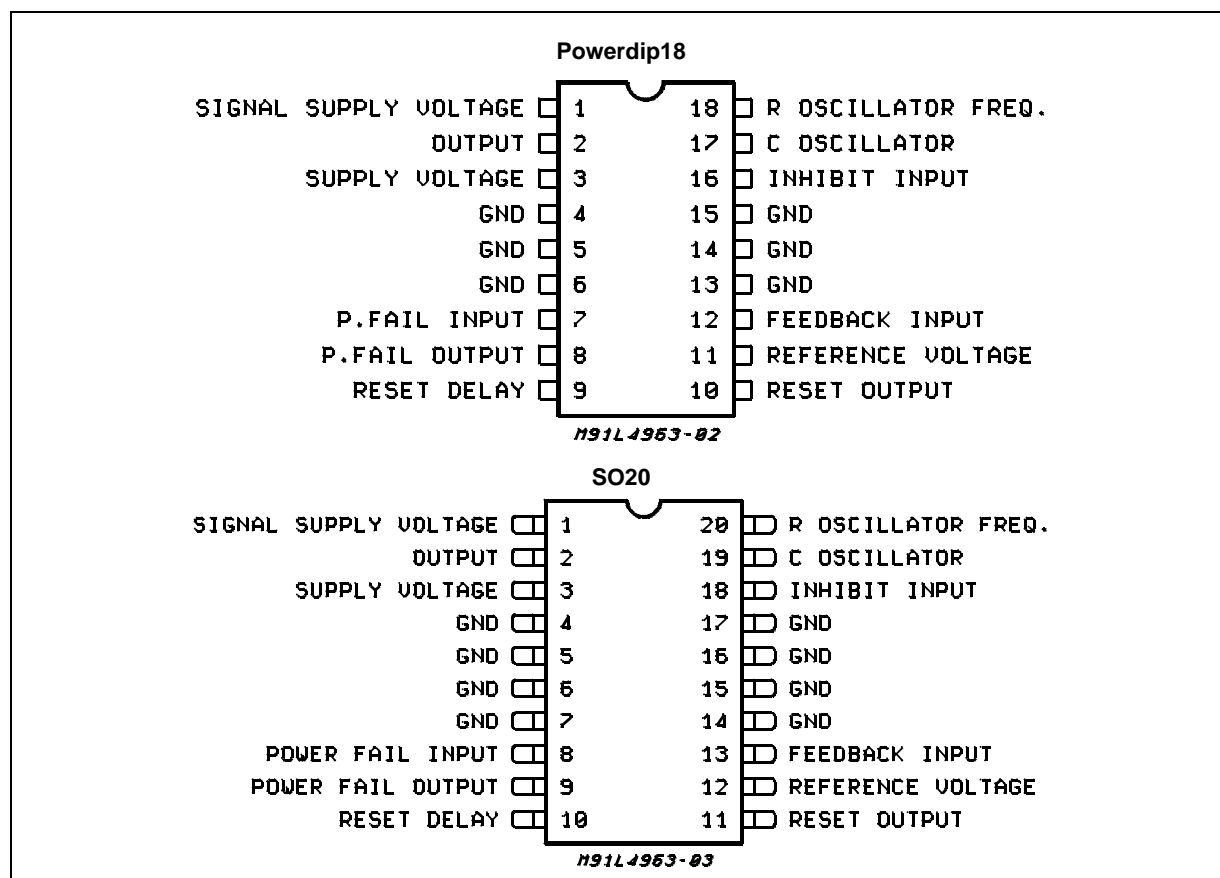 Powerdip18
SIGNAL SUPPLY VOLTAGE 1 18 R OSCILLATOR FREQ.
OUTPUT 2 17 C OSCILLATOR
SUPPLY VOLTAGE 3 16 INHIBIT INPUT
GND 4 15 GND
GND 5 14 GND
GND 6 13 GND
P.FAIL INPUT 7 12 FEEDBACK INPUT
P.FAIL OUTPUT 8 11 REFERENCE VOLTAGE
RESET DELAY 9 10 RESET OUTPUT
M91L4963-02
SO20
SIGNAL SUPPLY VOLTAGE 1 20 R OSCILLATOR FREQ.
OUTPUT 2 19 C OSCILLATOR
SUPPLY VOLTAGE 3 18 INHIBIT INPUT
GND 4 17 GND
GND 5 16 GND
GND 6 15 GND
GND 7 14 GND
POWER FAIL INPUT 8 13 FEEDBACK INPUT
POWER FAIL OUTPUT 9 12 REFERENCE VOLTAGE
RESET DELAY 10 11 RESET OUTPUT
M91L4963-03